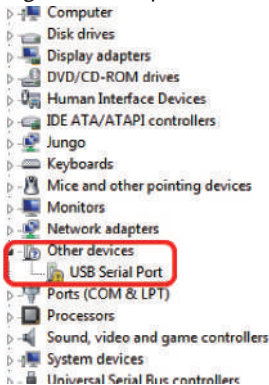 Computer
Disk drives
Display adapters
DVD/CD-ROM drives
Human Interface Devices
IDE ATA/ATAPI controllers
Jungo
Keyboards
Mice and other pointing devices
Monitors
Network adapters
Other devices
USB Serial Port
Ports (COM & LPT)
Processors
Sound, video and game controllers
System devices
Universal Serial Bus controllers